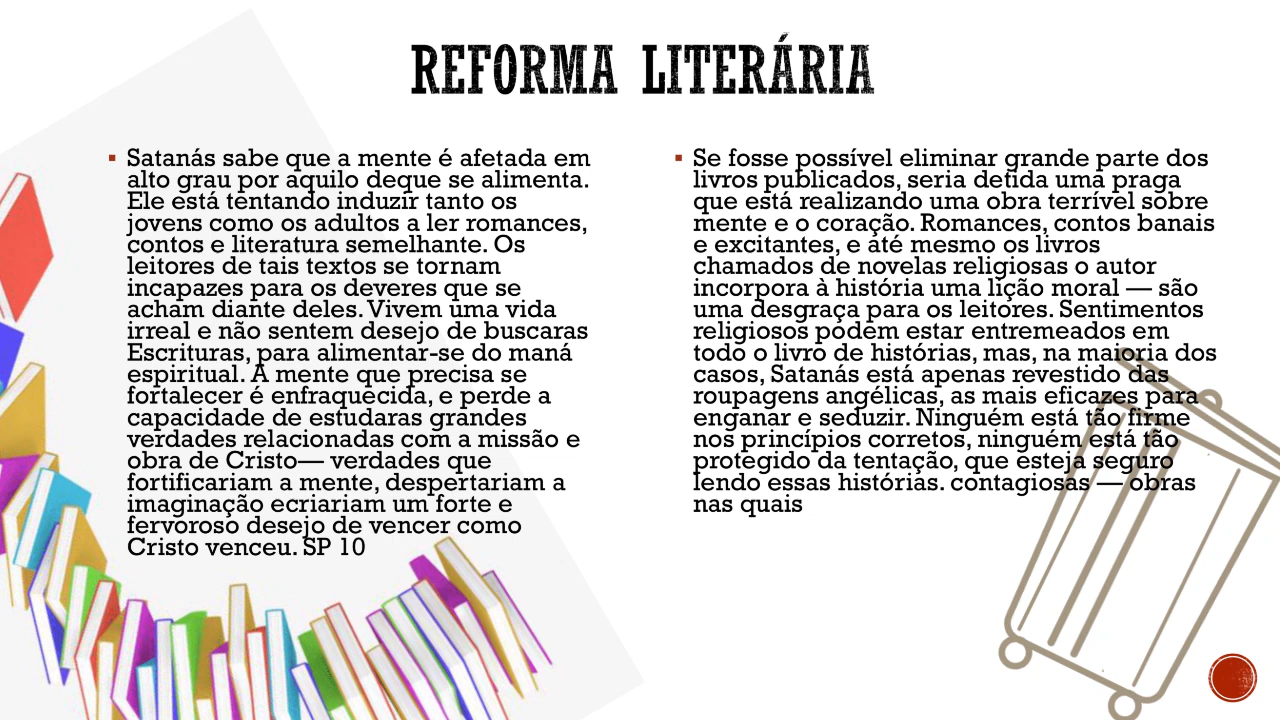 REFORMA LITERÁRIA
Satanás sabe que a mente é afetada em
alto grau por aquilo deque se alimenta.
Ele está tentando induzir tanto os
jovens como os adultos a ler romances,
contos e literatura semelhante. Os
leitores de tais textos se tornam
incapazes para os deveres que se
acham diante deles. Vivem uma vida
irreal e não sentem desejo de buscaras
Escrituras, para alimentar-se do maná
espiritual. A mente que precisa se
fortalecer é enfraquecida, e perde a
capacidade de estudaras grandes
verdades relacionadas com a missão e
obra de Cristo— verdades que
fortificariam a mente, despertariam a
imaginação ecriariam um forte e
fervoroso desejo de vencer como
Cristo venceu. SP 10
Se fosse possível eliminar grande parte dos
livros publicados, seria detida uma praga
que está realizando uma obra terrível sobre
mente e o coração. Romances, contos banais
e excitantes, e até mesmo os livros
chamados de novelas religiosas o autor
incorpora à história uma lição moral — são
uma desgraça para os leitores. Sentimentos
religiosos podem estar entremeados em
todo o livro de histórias, mas, na maioria dos
casos, Satanás está apenas revestido das
roupagens angélicas, as mais eficazes para
enganar e seduzir. Ninguém está tão firme
nos princípios corretos, ninguém está tão
protegido da tentação, que esteja seguro
lendo essas histórias. contagiosas — obras
nas quais